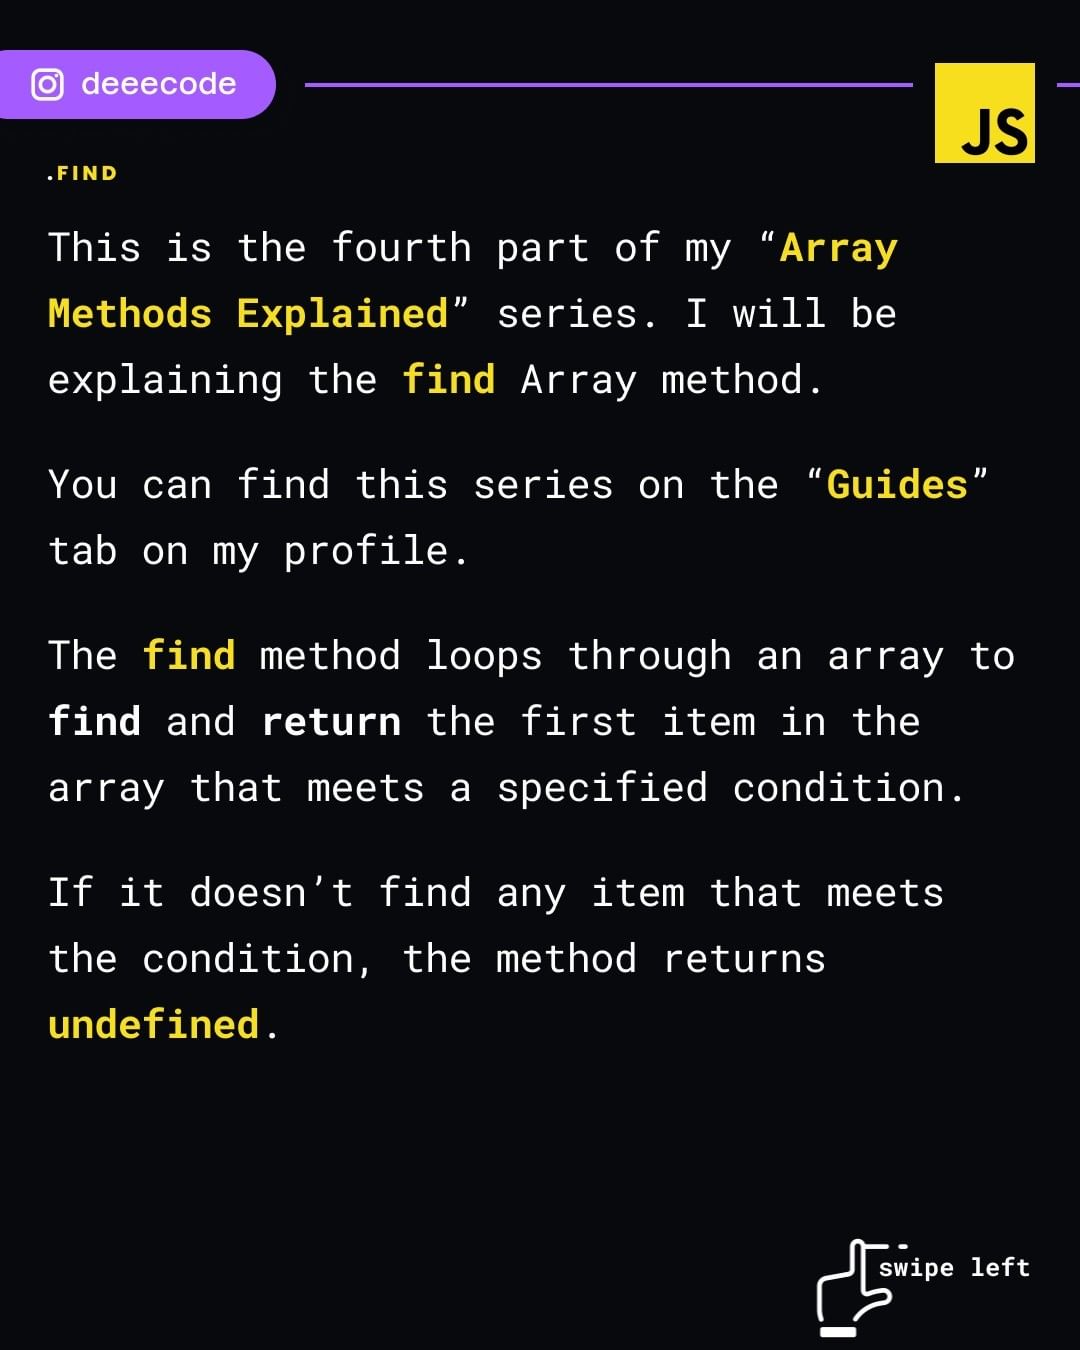 deeecode
JS
.FIND
This is the fourth part of my “Array
Methods Explained” series. I will be
explaining the find Array method.
You can find this series on the “Guides”
tab on my profile.
The find method loops through an array to
find and return the first item in the
array that meets a specified condition.
If it doesn’t find any item that meets
the condition, the method returns
undefined.
swipe left